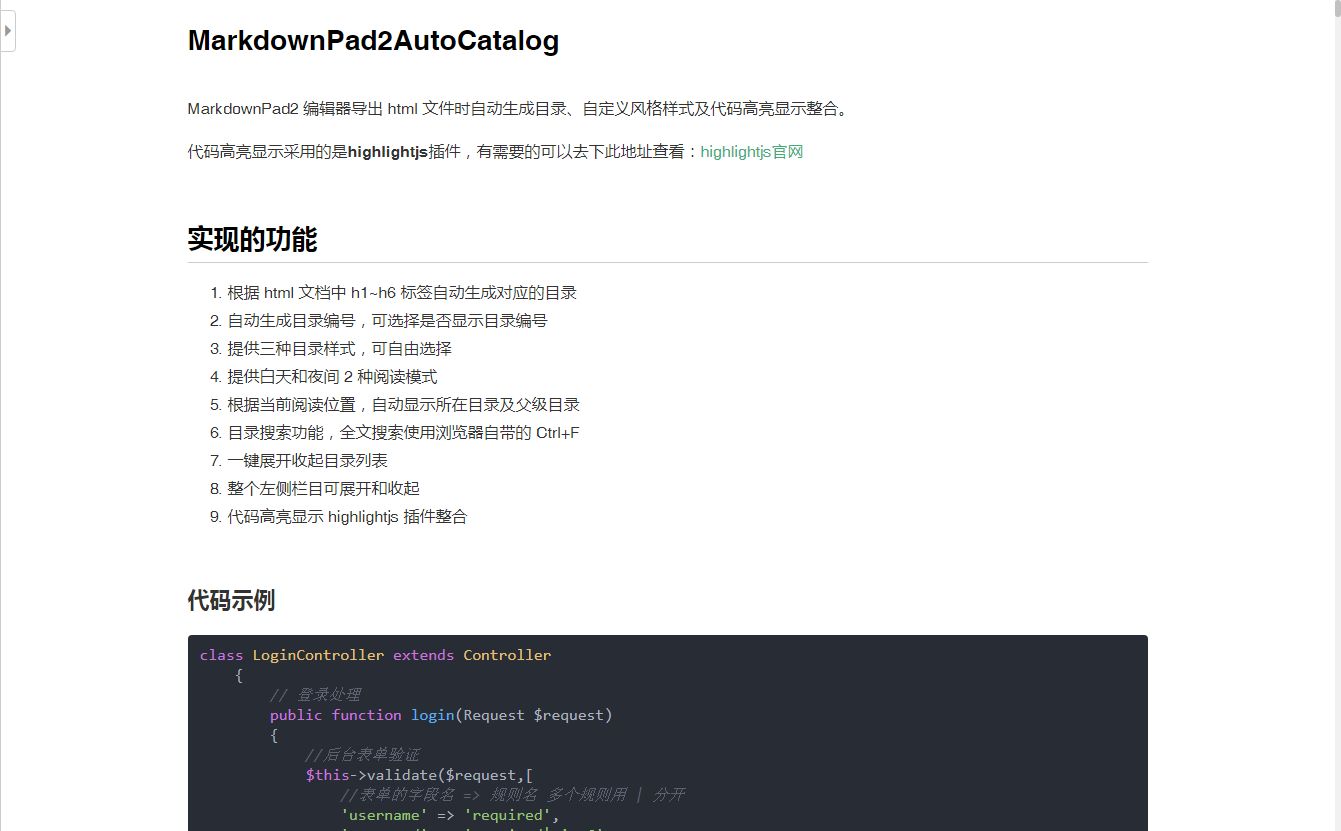 MarkdownPad2AutoCatalog
MarkdownPad2 编辑器导出 html 文件时自动生成目录、自定义风格样式及代码高亮显示整合。
代码高亮显示采用的是highlightjs插件，有需要的可以去下此地址查看：highlightjs官网
实现的功能
1. 根据 html 文档中 h1~h6 标签自动生成对应的目录
2. 自动生成目录编号，可选择是否显示目录编号
3. 提供三种目录样式，可自由选择
4. 提供白天和夜间 2 种阅读模式
5. 根据当前阅读位置，自动显示所在目录及父级目录
6. 目录搜索功能，全文搜索使用浏览器自带的 Ctrl+F
7. 一键展开收起目录列表
8. 整个左侧栏目可展开和收起
9. 代码高亮显示 highlightjs 插件整合
代码示例
class LoginController extends Controller
{
// 登录处理
public function login(Request $request)
{
//后台表单验证
$this->validate($request,[
//表单的字段名 => 规则名 多个规则用 | 分开
'username' => 'required',